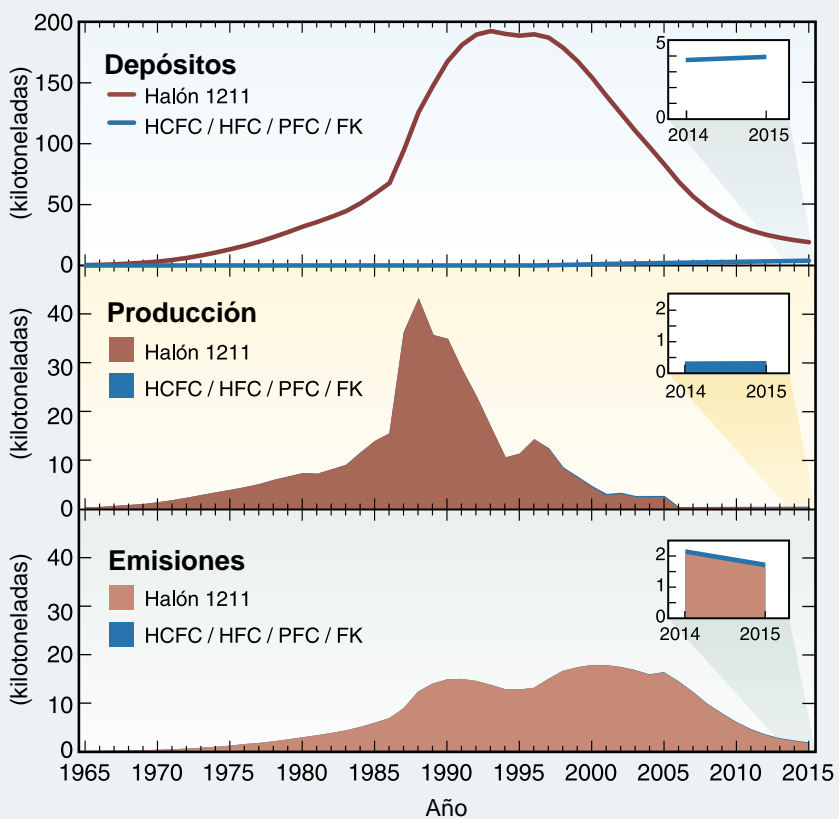 200
150
100
50
0
(kilotoneladas)
Depósitos
Halón 1211
HCFC / HFC / PFC / FK
5
0
2014 2015
40
30
20
10
0
(kilotoneladas)
Producción
Halón 1211
HCFC / HFC / PFC / FK
2
1
0
2014 2015
40
30
20
10
0
(kilotoneladas)
Emisiones
Halón 1211
HCFC / HFC / PFC / FK
2
1
0
2014 2015
1965 1970 1975 1980 1985 1990 1995 2000 2005 2010 2015
Año